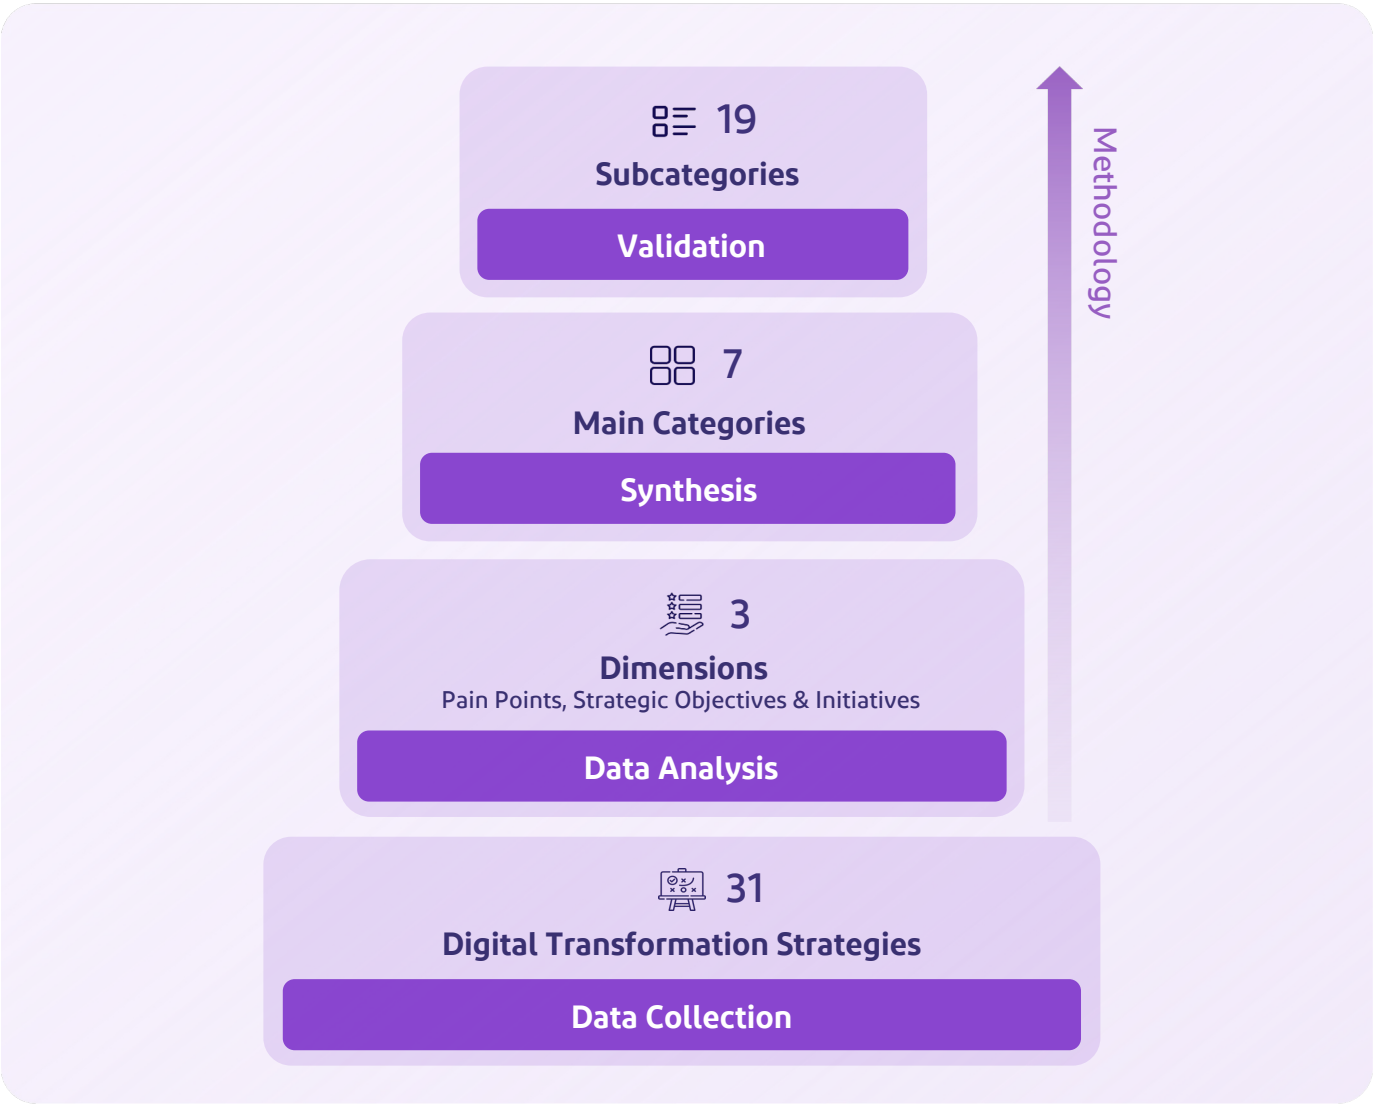 19
Subcategories
Validation
Methodology
7
Main Categories
Synthesis
3
Dimensions
Pain Points, Strategic Objectives & Initiatives
Data Analysis
31
Digital Transformation Strategies
Data Collection